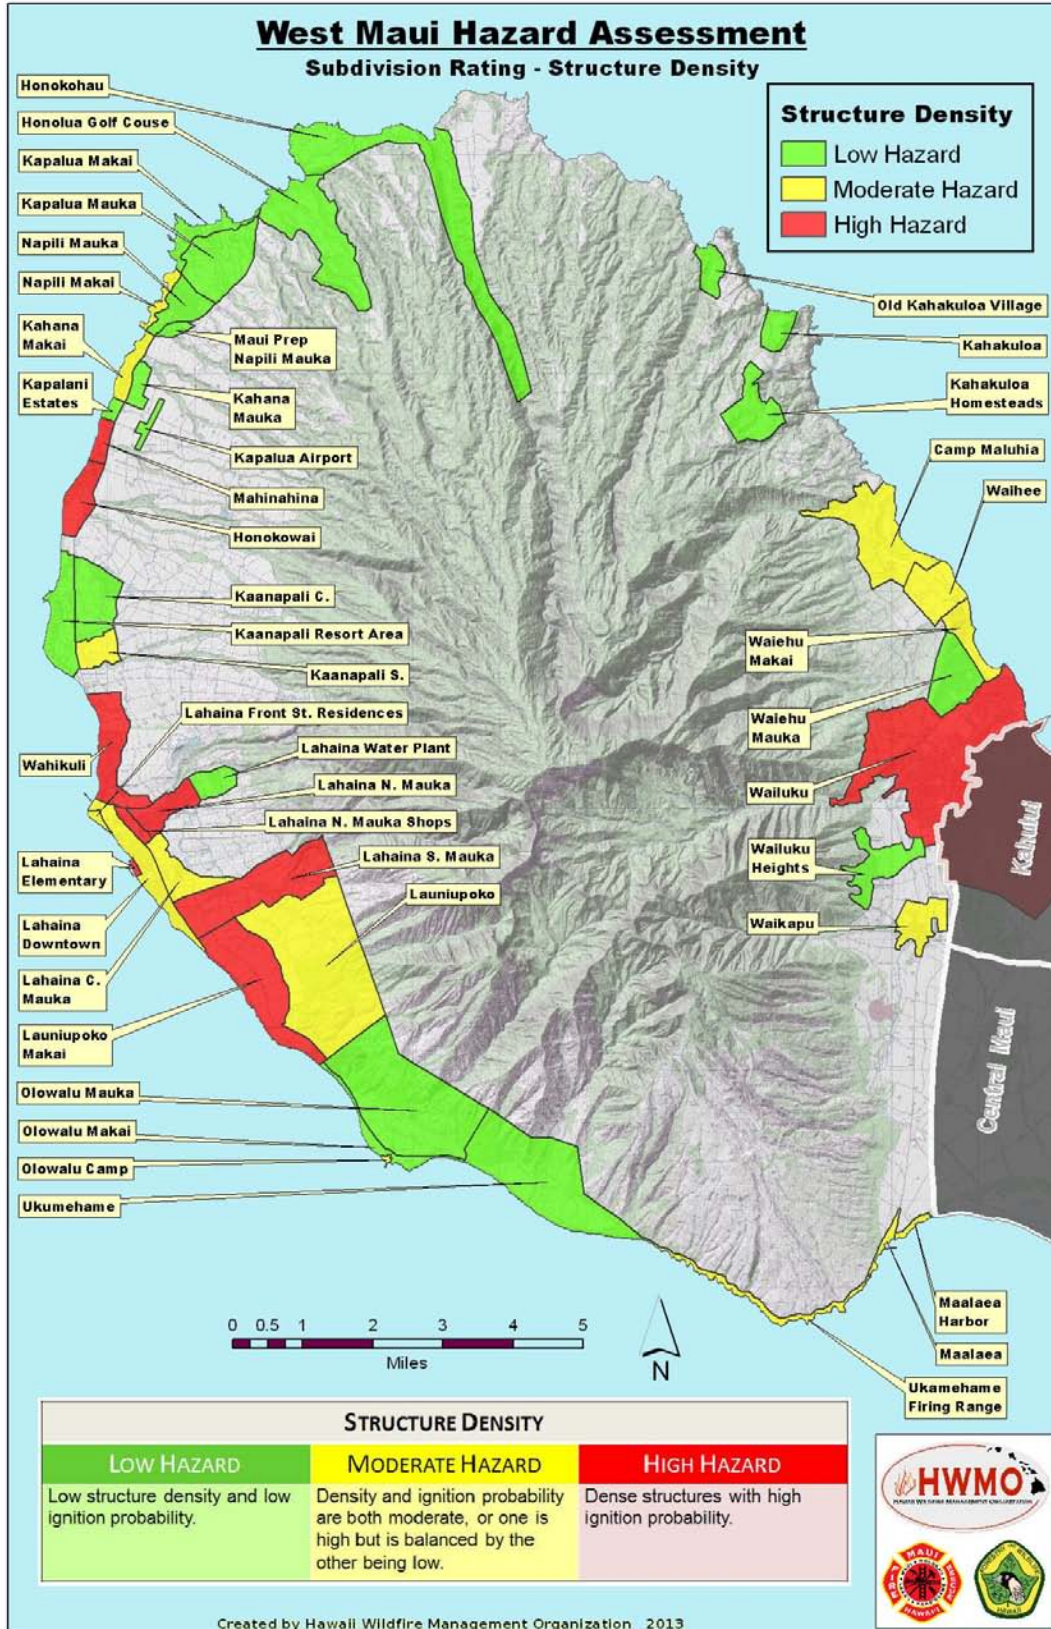 West Maui Hazard Assessment
Subdivision Rating - Structure Density
Structure Density
Low Hazard
Moderate Hazard
High Hazard
Honokohau
Honolua Golf Couse
Kapalua Makai
Kapalua Mauka
Napili Mauka
Napili Makai
Kahana
Makai
Kapalani
Estates
Maui Prep
Napili Mauka
Kahana
Mauka
Kapalua Airport
Mahinahina
Honokowai
Kaanapali C.
Kaanapali Resort Area
Kaanapali S.
Lahaina Front St. Residences
Wahikuli
Lahaina Water Plant
Lahaina N. Mauka
Lahaina N. Mauka Shops
Lahaina
Elementary
Lahaina S. Mauka
Launiupoko
Lahaina
Downtown
Lahaina C.
Mauka
Launiupoko
Makai
Olowalu Mauka
Olowalu Makai
Olowalu Camp
Ukumehame
Old Kahakuloa Village
Kahakuloa
Kahakuloa
Homesteads
Camp Maluhia
Waihee
Waiehu
Makai
Waiehu
Mauka
Wailuku
Wailuku
Heights
Waikapu
Kahului
Central Maui
Maalaea
Harbor
Maalaea
Ukamehame
Firing Range
0 0.5 1 2 3 4 5
Miles
N
STRUCTURE DENSITY
LOW HAZARD
Low structure density and low
ignition probability.
MODERATE HAZARD
Density and ignition probability
are both moderate, or one is
high but is balanced by the
other being low.
HIGH HAZARD
Dense structures with high
ignition probability.
HWMO
HAWAII WILDFIRE MANAGEMENT ORGANIZATION
MAUI
FIRE
HAWAI'I
HAWAII
Created by Hawaii Wildfire Management Organization 2013